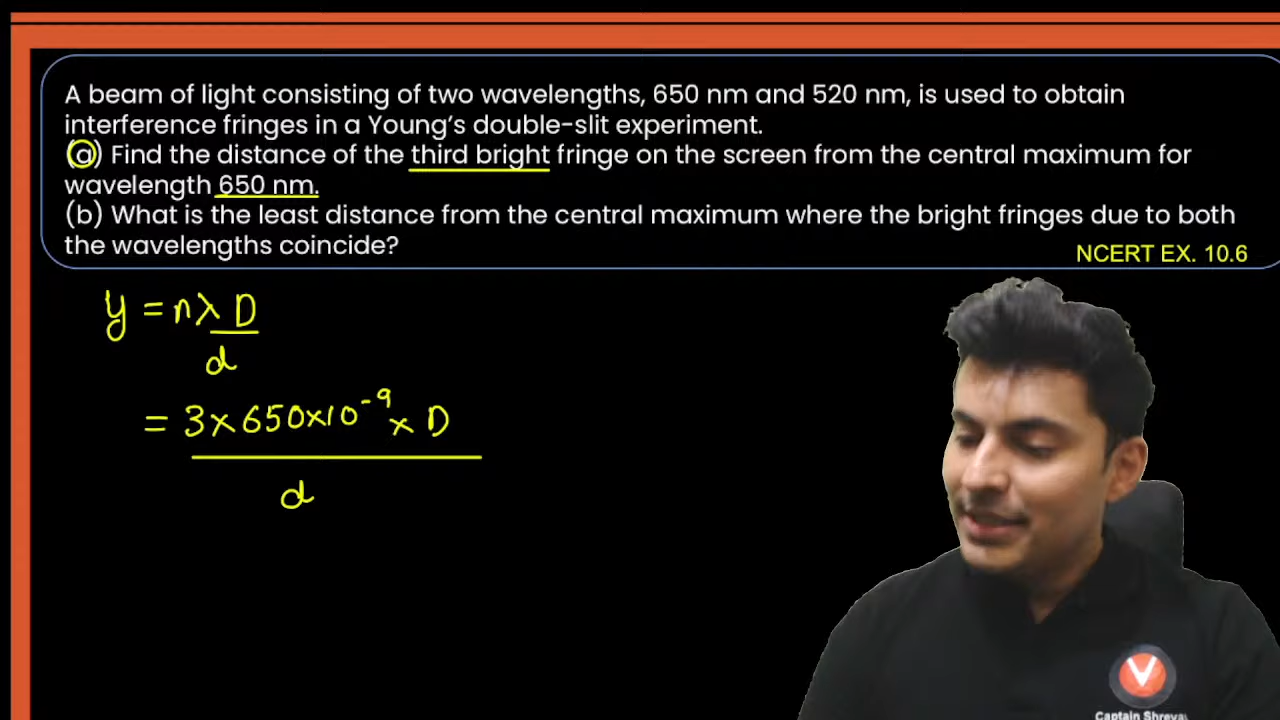 A beam of light consisting of two wavelengths, 650 nm and 520 nm, is used to obtain
interference fringes in a Young's double-slit experiment.
(a) Find the distance of the third bright fringe on the screen from the central maximum for
wavelength 650 nm.
(b) What is the least distance from the central maximum where the bright fringes due to both
the wavelengths coincide?
NCERT EX. 10.6
y = nλ D
d
= 3 × 650×10⁻⁹ × D
d
V
Captain